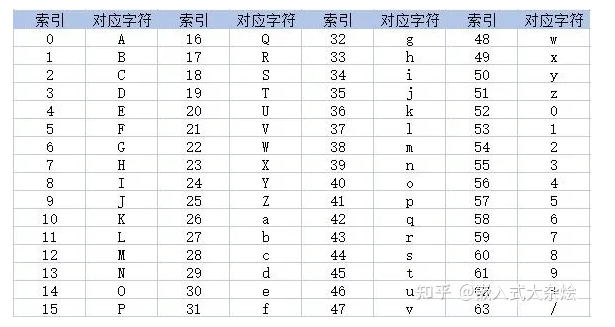 索引 对应字符 索引 对应字符 索引 对应字符 索引 对应字符
0 A 16 Q 32 g 48 w
1 B 17 R 33 h 49 x
2 C 18 S 34 i 50 y
3 D 19 T 35 j 51 z
4 E 20 U 36 k 52 0
5 F 21 V 37 l 53 1
6 G 22 W 38 m 54 2
7 H 23 X 39 n 55 3
8 I 24 Y 40 o 56 4
9 J 25 Z 41 p 57 5
10 K 26 a 42 q 58 6
11 L 27 b 43 r 59 7
12 M 28 c 44 s 60 8
13 N 29 d 45 t 61 9
14 O 30 e 46 u 62 +
15 P 31 f 47 v 63 /
知乎 @嵌入式大杂烩